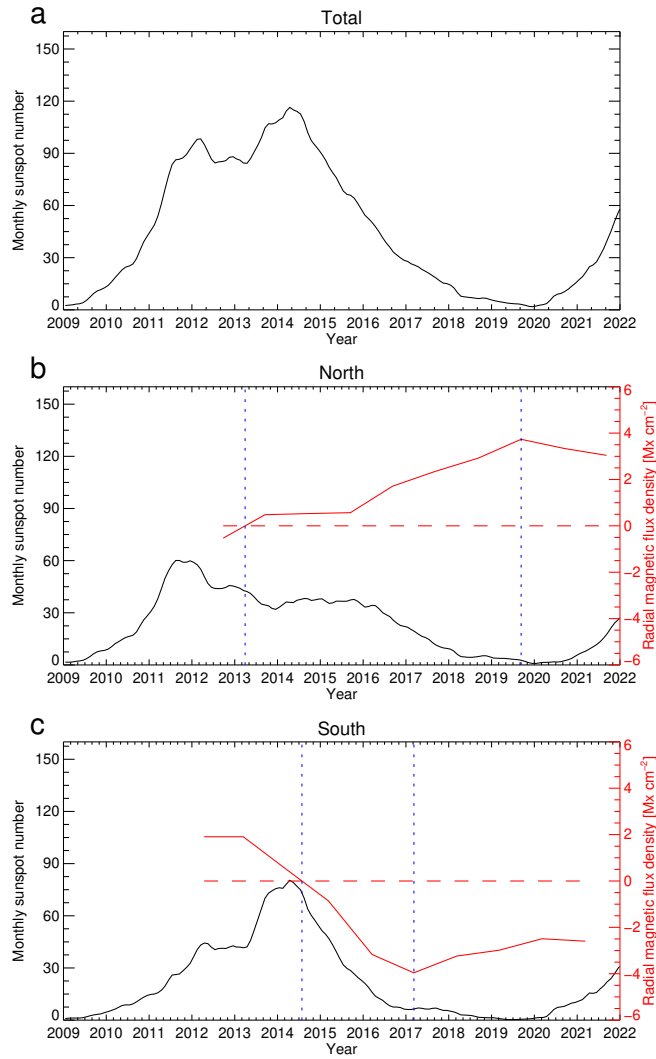 a
Total
Monthly sunspot number
150
120
90
60
30
0
2009 2010 2011 2012 2013 2014 2015 2016 2017 2018 2019 2020 2021 2022
Year
b
North
Monthly sunspot number
150
120
90
60
30
0
6
4
2
0
−2
−4
−6
Radial magnetic flux density [Mx cm−2]
2009 2010 2011 2012 2013 2014 2015 2016 2017 2018 2019 2020 2021 2022
Year
c
South
Monthly sunspot number
150
120
90
60
30
0
6
4
2
0
−2
−4
−6
Radial magnetic flux density [Mx cm−2]
2009 2010 2011 2012 2013 2014 2015 2016 2017 2018 2019 2020 2021 2022
Year